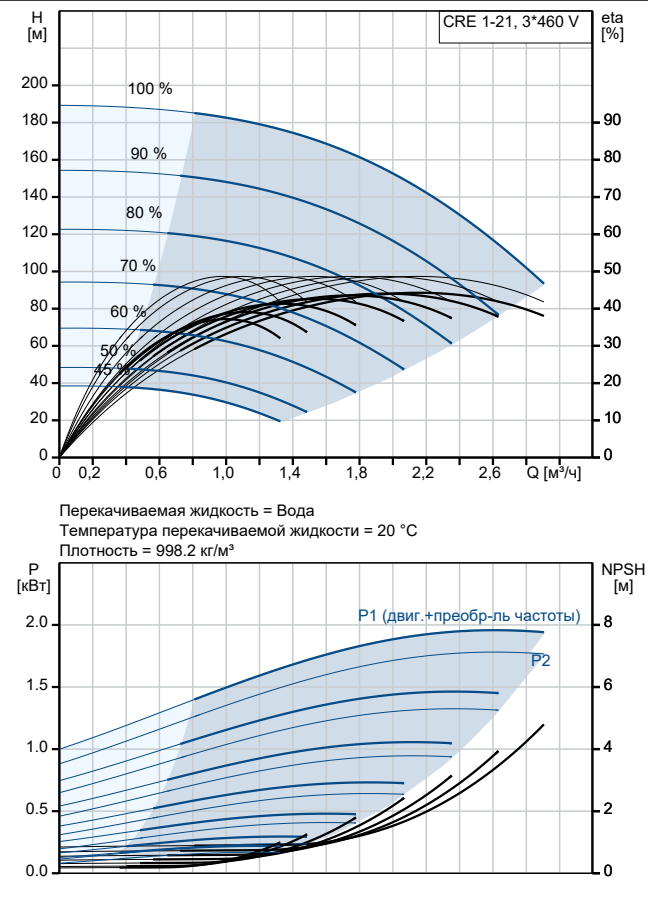 H
[м]
CRE 1-21, 3*460 V
eta
[%]
100 %
200
180
90
160
90 %
80
140
70
120
80 %
60
100
70 %
50
80
60 %
40
60
50 %
30
45 %
40
20
20
10
0
0
0 0,2 0,6 1,0 1,4 1,8 2,2 2,6 Q [м³/ч]
Перекачиваемая жидкость = Вода
Температура перекачиваемой жидкости = 20 °C
Плотность = 998.2 кг/м³
P
[кВт]
NPSH
[м]
P1 (двиг.+преобр-ль частоты)
2.0
8
P2
1.5
6
1.0
4
0.5
2
0.0
0